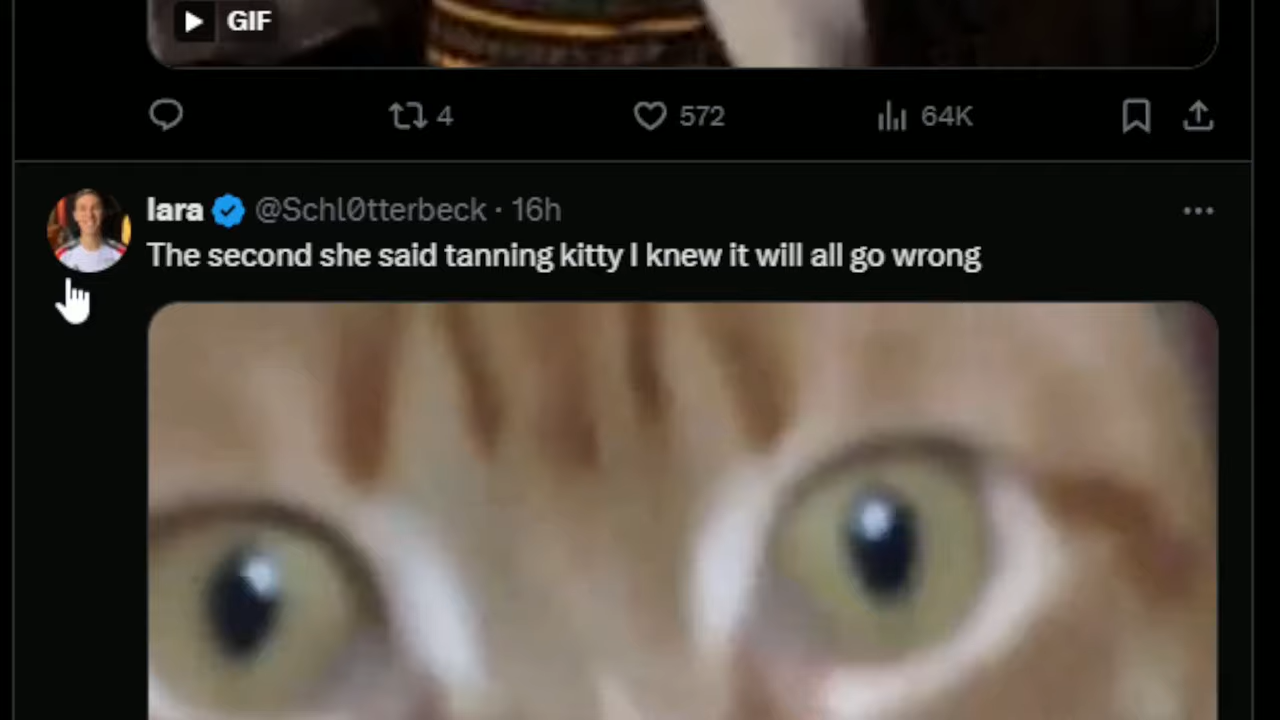 GIF
4 572 64K
lara @Schl0tterbeck · 16h
The second she said tanning kitty I knew it will all go wrong